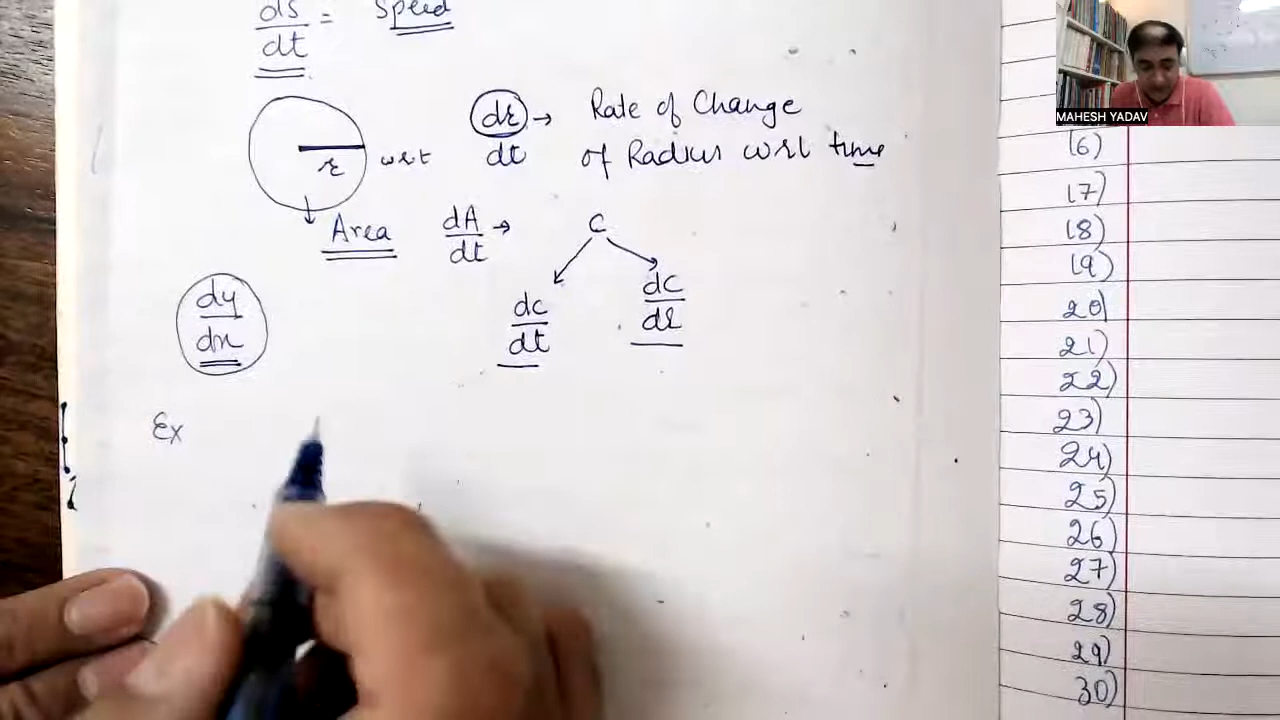 ds/dt = Speed
dr/dt → Rate of Change
of Radius wrt time
r wrt
Area dA/dt → C
dc/dt dc/dr
dy/dx
Ex
MAHESH YADAV
16)
17)
18)
19)
20)
21)
22)
23)
24)
25)
26)
27)
28)
29)
30)